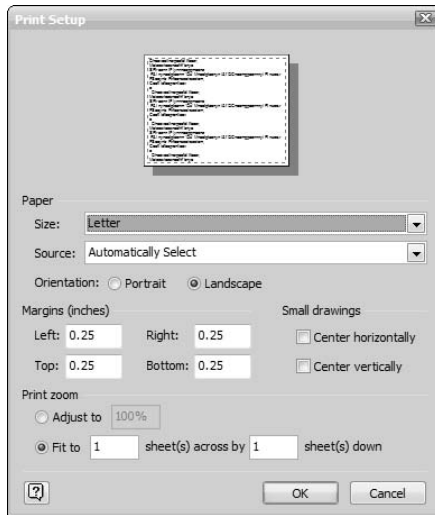 Print Setup
Paper
Size: Letter
Source: Automatically Select
Orientation: Portrait Landscape
Margins (inches) Small drawings
Left: 0.25 Right: 0.25 Center horizontally
Top: 0.25 Bottom: 0.25 Center vertically
Print zoom
Adjust to 100%
Fit to 1 sheet(s) across by 1 sheet(s) down
? OK Cancel